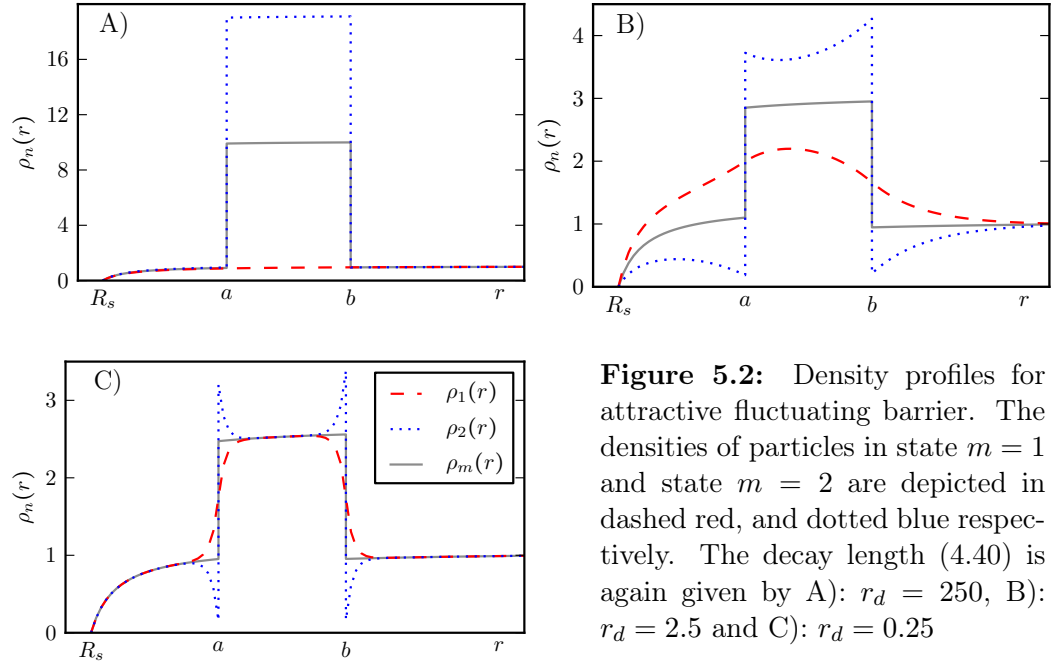 A)
16
12
8
4
0
ρₙ(r)
Rₛ
a
b
r
B)
4
3
2
1
0
ρₙ(r)
Rₛ
a
b
r
C)
3
2
1
0
ρₙ(r)
Rₛ
a
b
r
ρ₁(r)
ρ₂(r)
ρₘ(r)
Figure 5.2: Density profiles for
attractive fluctuating barrier. The
densities of particles in state m = 1
and state m = 2 are depicted in
dashed red, and dotted blue respec-
tively. The decay length (4.40) is
again given by A): r_d = 250, B):
r_d = 2.5 and C): r_d = 0.25